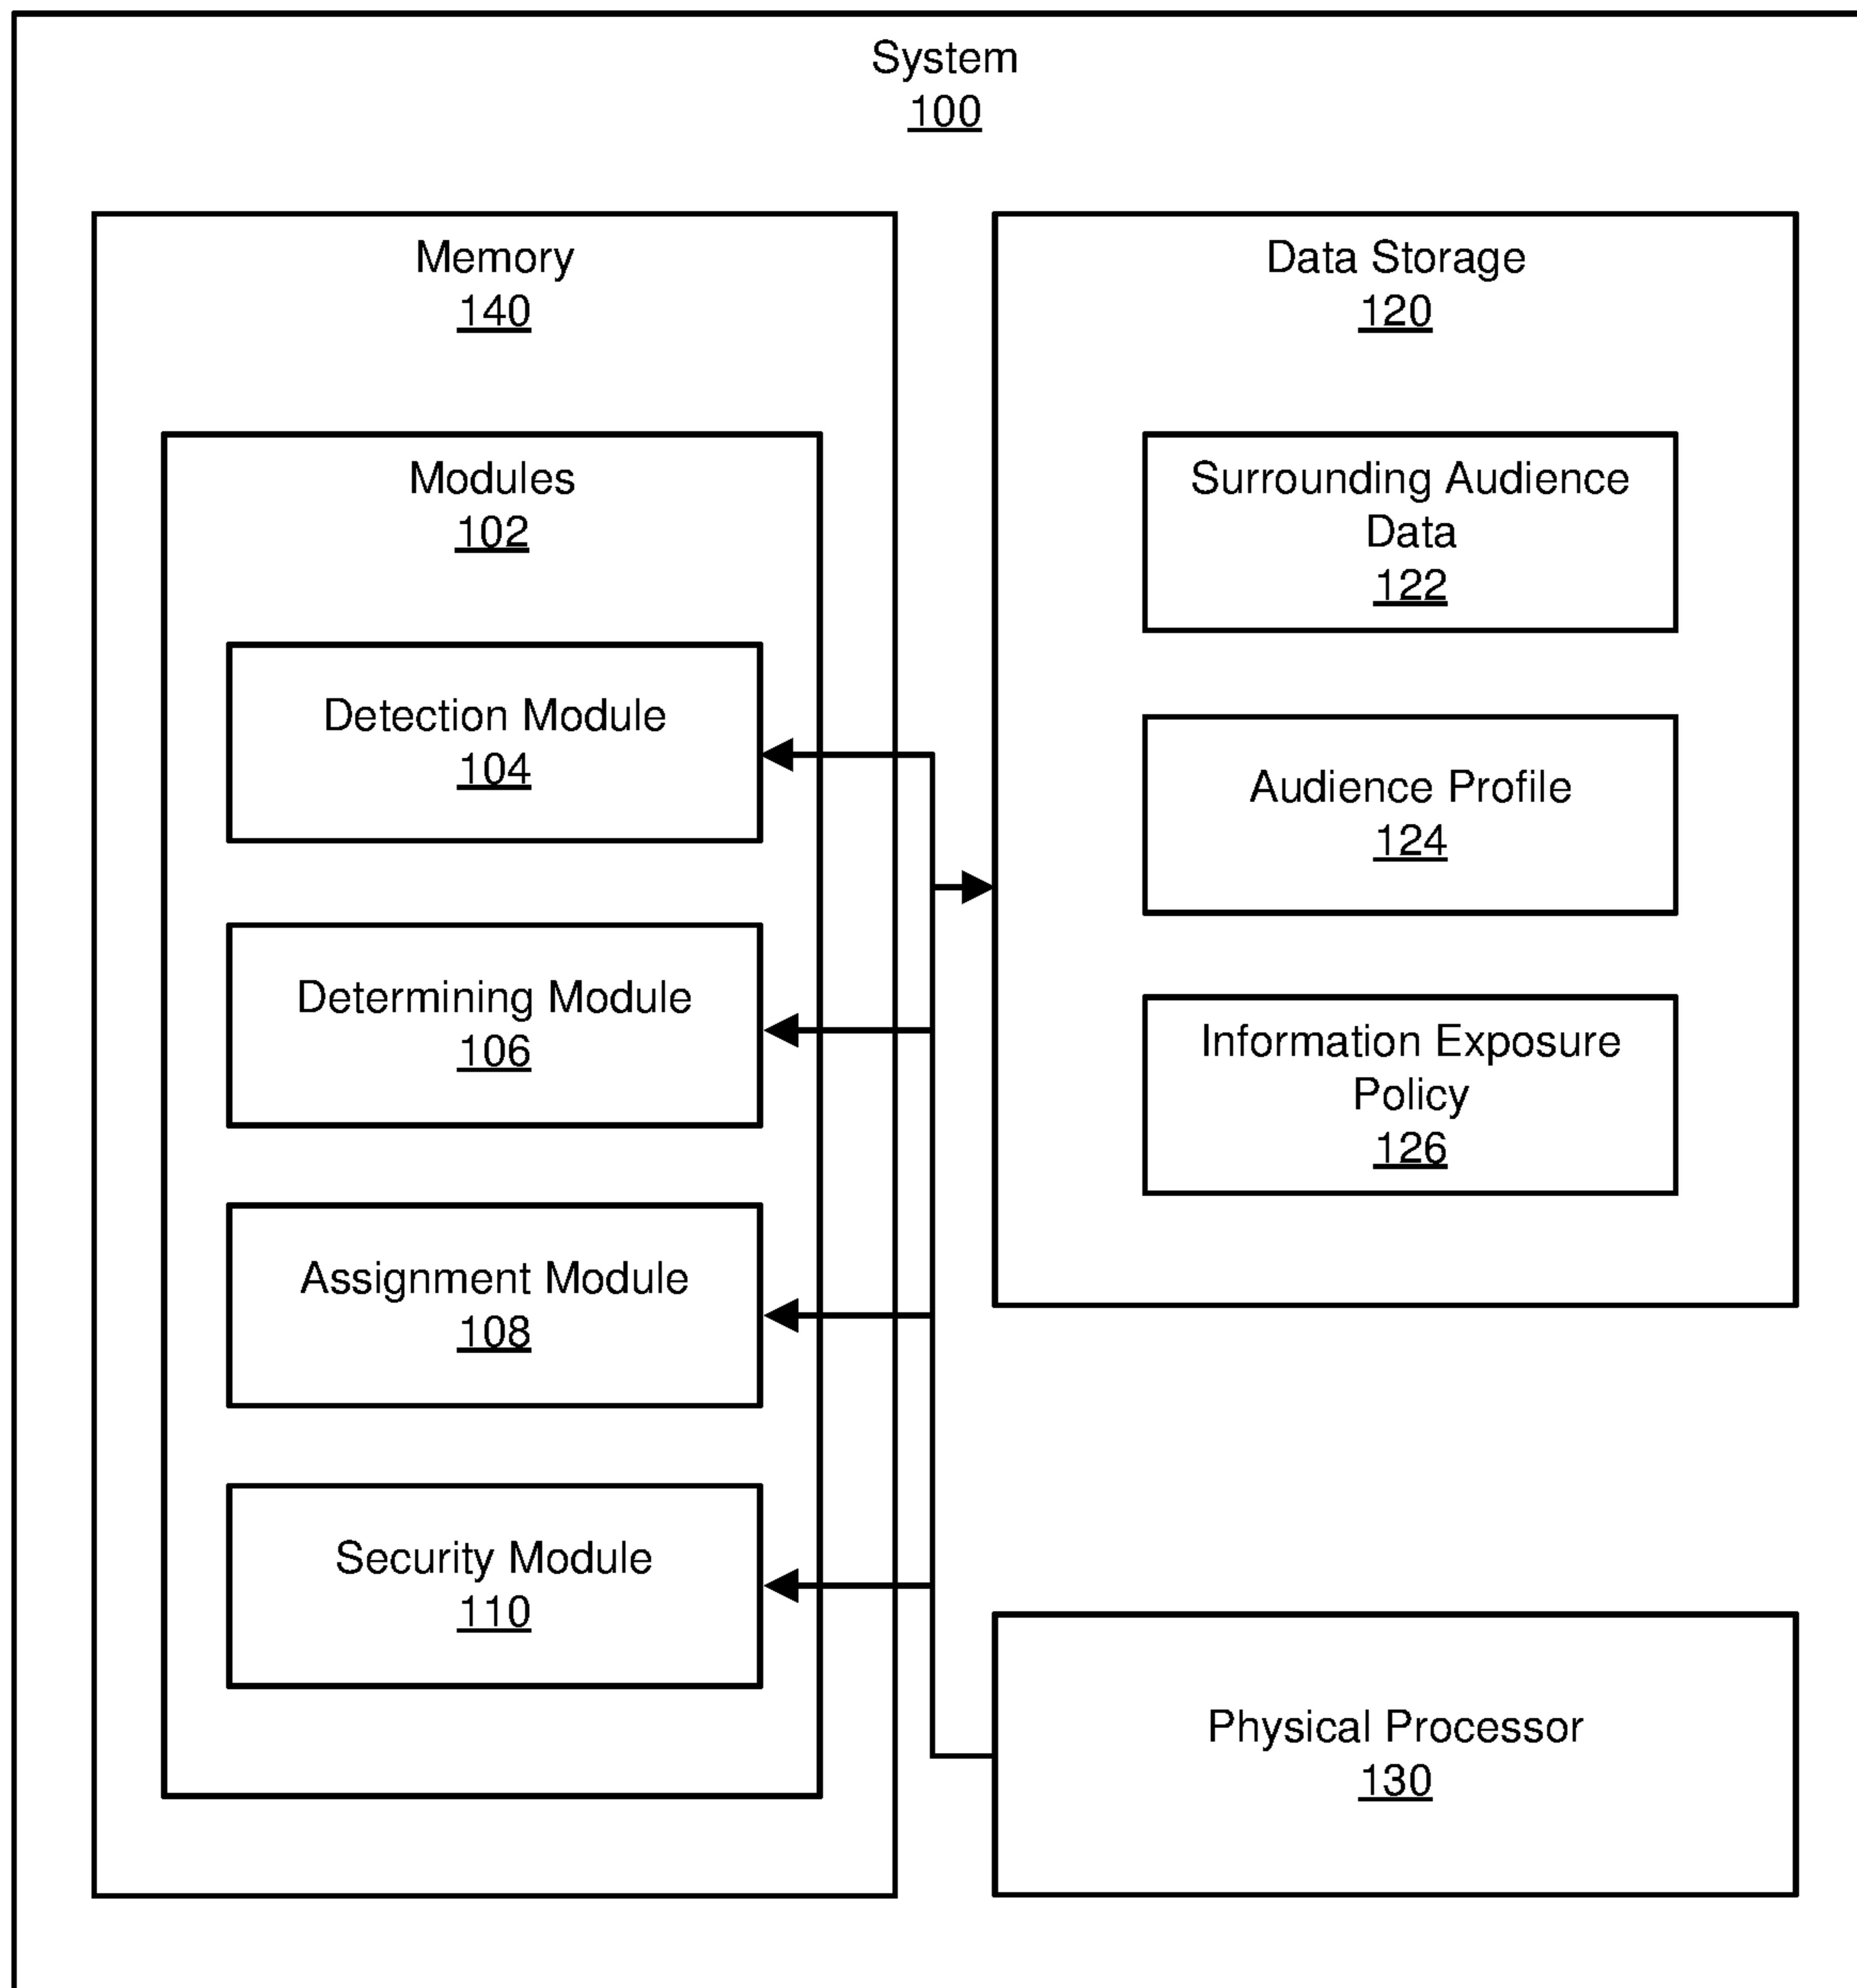 System
100
Memory
140
Modules
102
Detection Module
104
Determining Module
106
Assignment Module
108
Security Module
110
Data Storage
120
Surrounding Audience
Data
122
Audience Profile
124
Information Exposure
Policy
126
Physical Processor
130